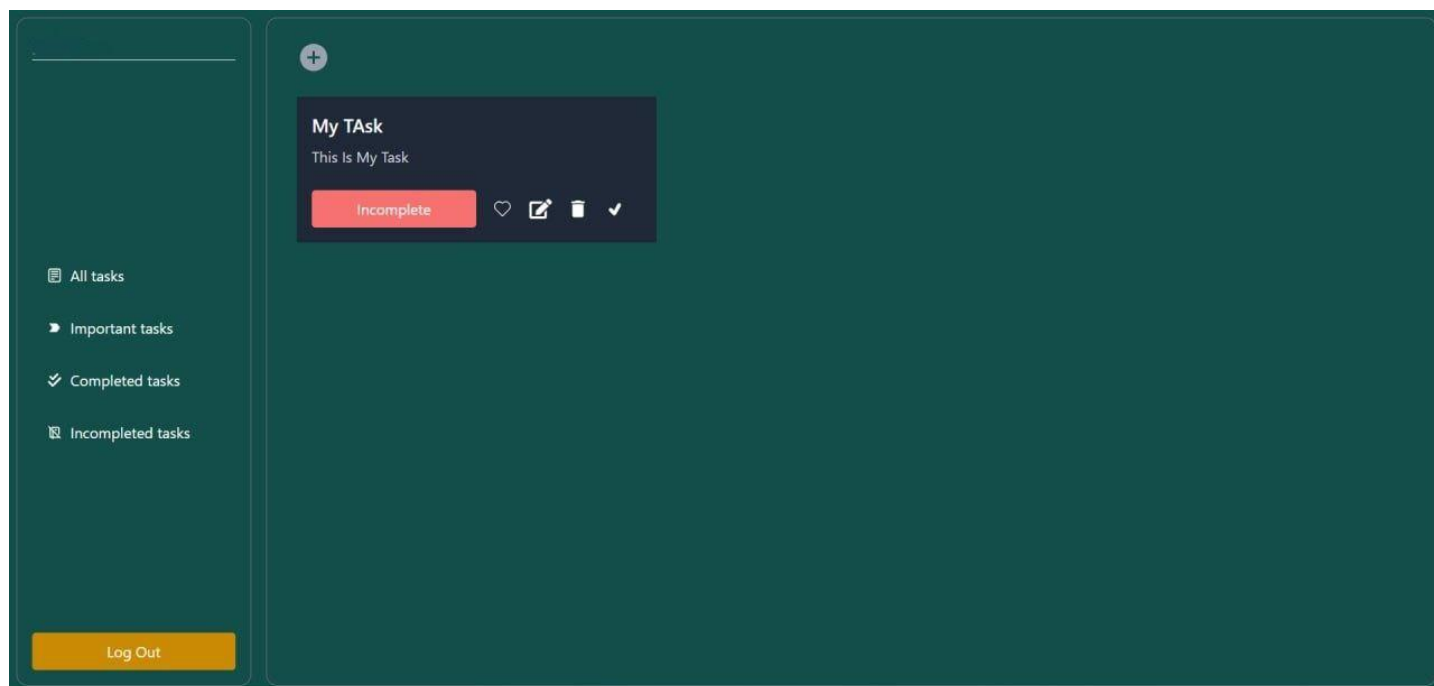 My TAsk
This Is My Task
Incomplete
All tasks
Important tasks
Completed tasks
Incompleted tasks
Log Out